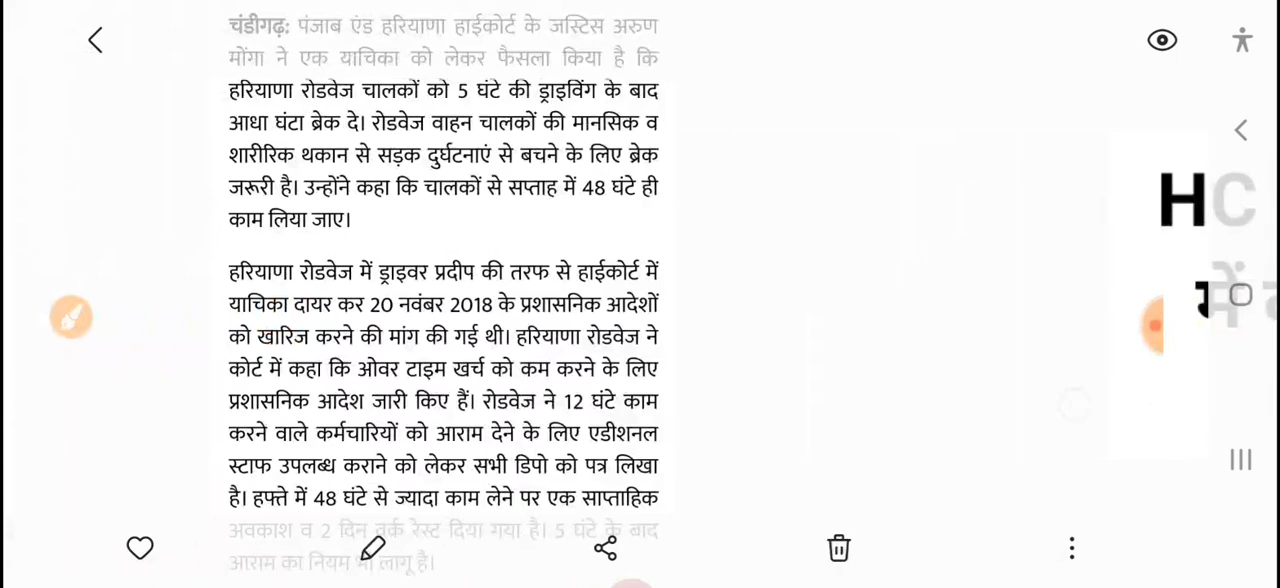 चंडीगढ़: पंजाब एंड हरियाणा हाईकोर्ट के जस्टिस अरुण
मोंगा ने एक याचिका को लेकर फैसला किया है कि
हरियाणा रोडवेज चालकों को 5 घंटे की ड्राइविंग के बाद
आधा घंटा ब्रेक दे। रोडवेज वाहन चालकों की मानसिक व
शारीरिक थकान से सड़क दुर्घटनाएं से बचने के लिए ब्रेक
जरूरी है। उन्होंने कहा कि चालकों से सप्ताह में 48 घंटे ही
काम लिया जाए।
हरियाणा रोडवेज में ड्राइवर प्रदीप की तरफ से हाईकोर्ट में
याचिका दायर कर 20 नवंबर 2018 के प्रशासनिक आदेशों
को खारिज करने की मांग की गई थी। हरियाणा रोडवेज ने
कोर्ट में कहा कि ओवर टाइम खर्च को कम करने के लिए
प्रशासनिक आदेश जारी किए हैं। रोडवेज ने 12 घंटे काम
करने वाले कर्मचारियों को आराम देने के लिए एडीशनल
स्टाफ उपलब्ध कराने को लेकर सभी डिपो को पत्र लिखा
है। हफ्ते में 48 घंटे से ज्यादा काम लेने पर एक साप्ताहिक
अवकाश व 2 दिन वर्क रेस्ट दिया गया है। 5 घंटे के बाद
आराम का नियम भी लागू है।
HC
में